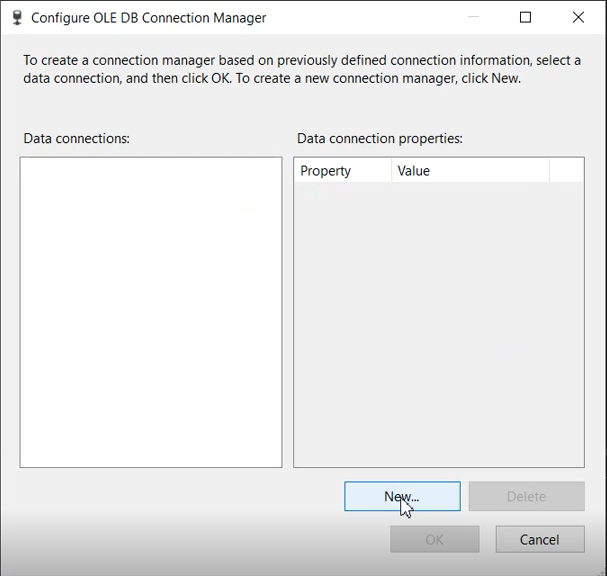 Configure OLE DB Connection Manager
To create a connection manager based on previously defined connection information, select a
data connection, and then click OK. To create a new connection manager, click New.
Data connections:
Data connection properties:
Property Value
New...
Delete
OK
Cancel